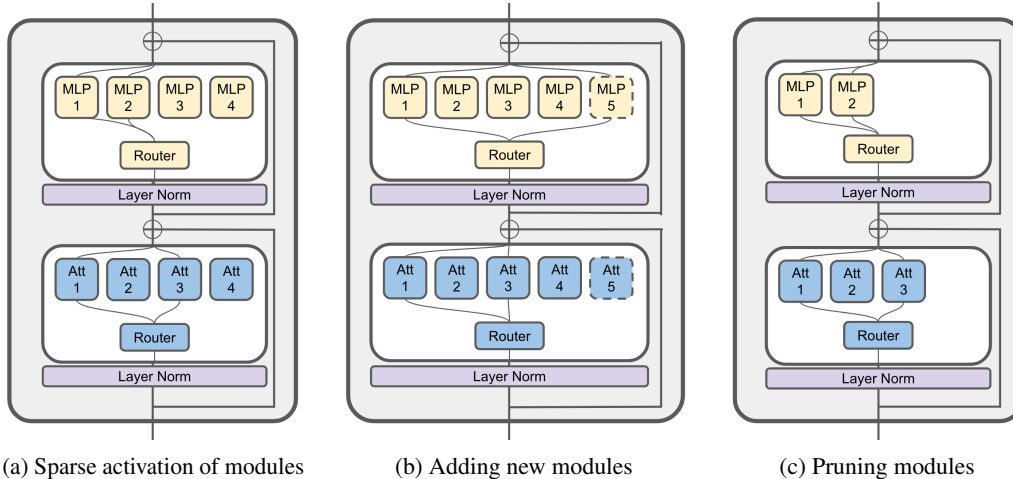 MLP 1
MLP 2
MLP 3
MLP 4
Router
Layer Norm
Att 1
Att 2
Att 3
Att 4
Router
Layer Norm
(a) Sparse activation of modules
MLP 1
MLP 2
MLP 3
MLP 4
MLP 5
Router
Layer Norm
Att 1
Att 2
Att 3
Att 4
Att 5
Router
Layer Norm
(b) Adding new modules
MLP 1
MLP 2
Router
Layer Norm
Att 1
Att 2
Att 3
Router
Layer Norm
(c) Pruning modules